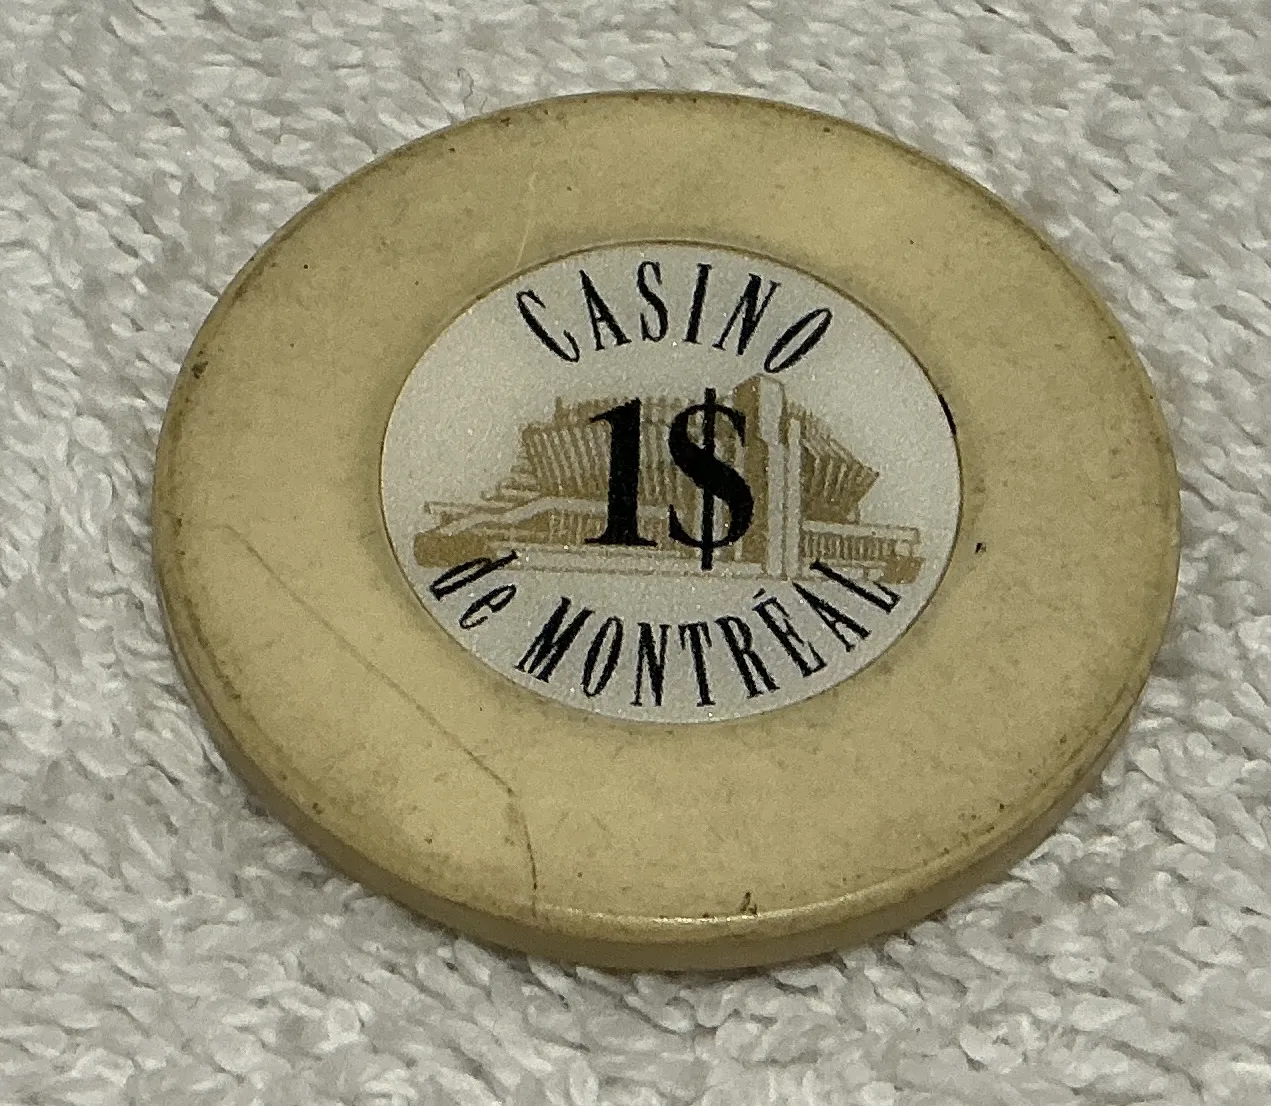 CASINO
1$
de MONTRÉAL